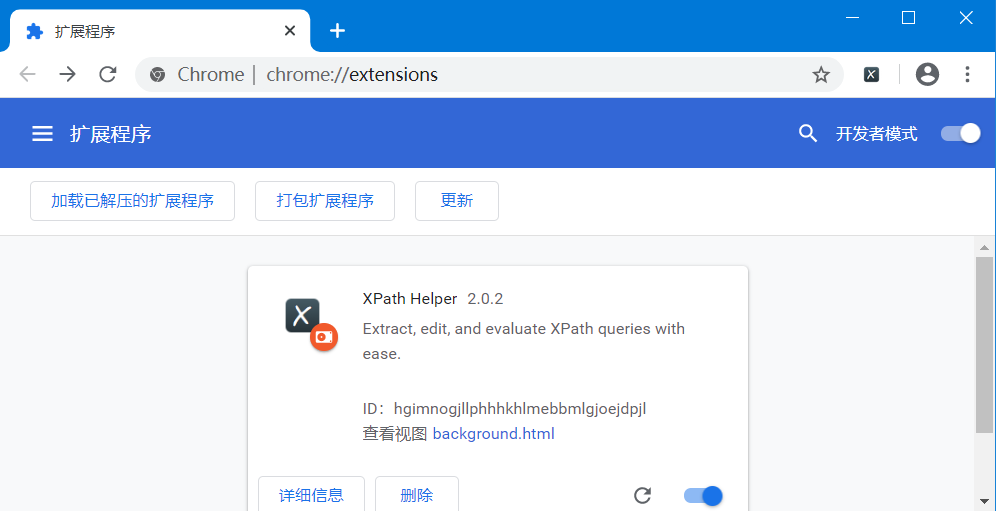 扩展程序
Chrome | chrome://extensions
扩展程序 开发者模式
加载已解压的扩展程序 打包扩展程序 更新
XPath Helper 2.0.2
Extract, edit, and evaluate XPath queries with
ease.
ID：hgimnogjllphhhkhlmebbmlgjoejdpjl
查看视图 background.html
详细信息 删除